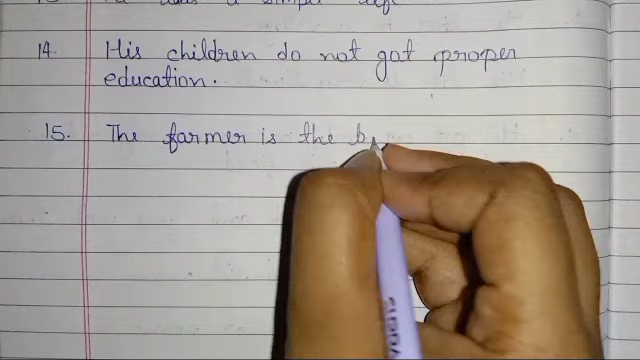 14. His children do not got proper
education.
15. The farmer is the b